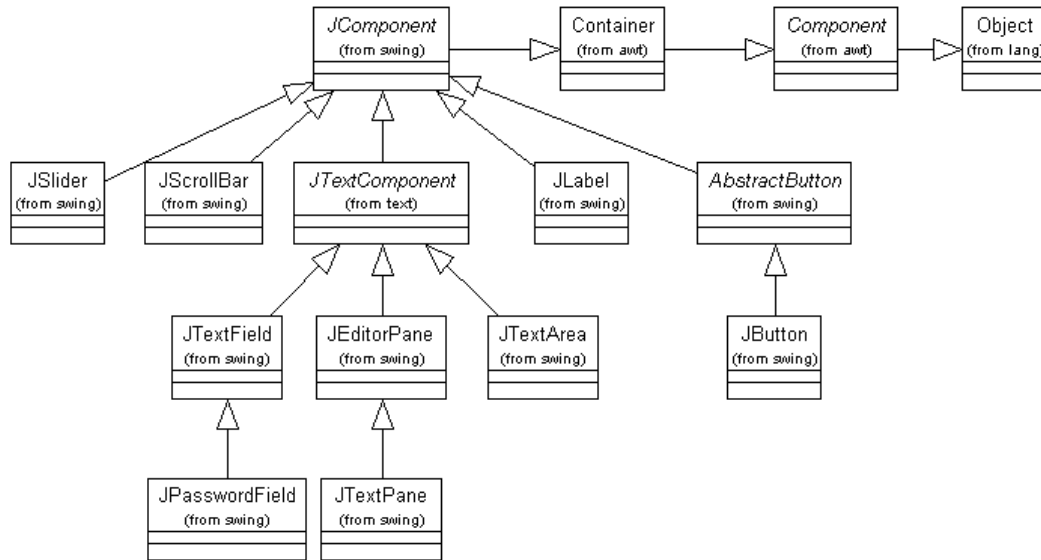 JComponent
(from swing)
Container
(from awt)
Component
(from awt)
Object
(from lang)
JSlider
(from swing)
JScrollBar
(from swing)
JTextComponent
(from text)
JLabel
(from swing)
AbstractButton
(from swing)
JTextField
(from swing)
JEditorPane
(from swing)
JTextArea
(from swing)
JButton
(from swing)
JPasswordField
(from swing)
JTextPane
(from swing)